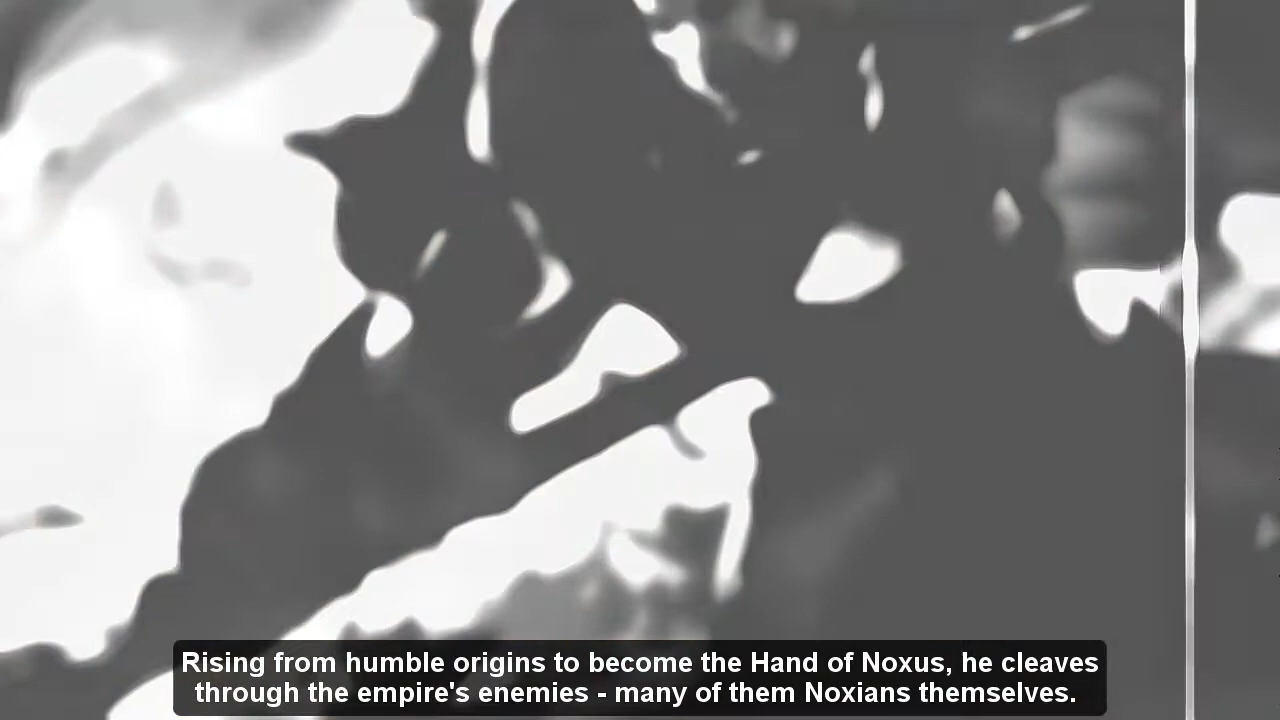 Rising from humble origins to become the Hand of Noxus, he cleaves
through the empire's enemies - many of them Noxians themselves.